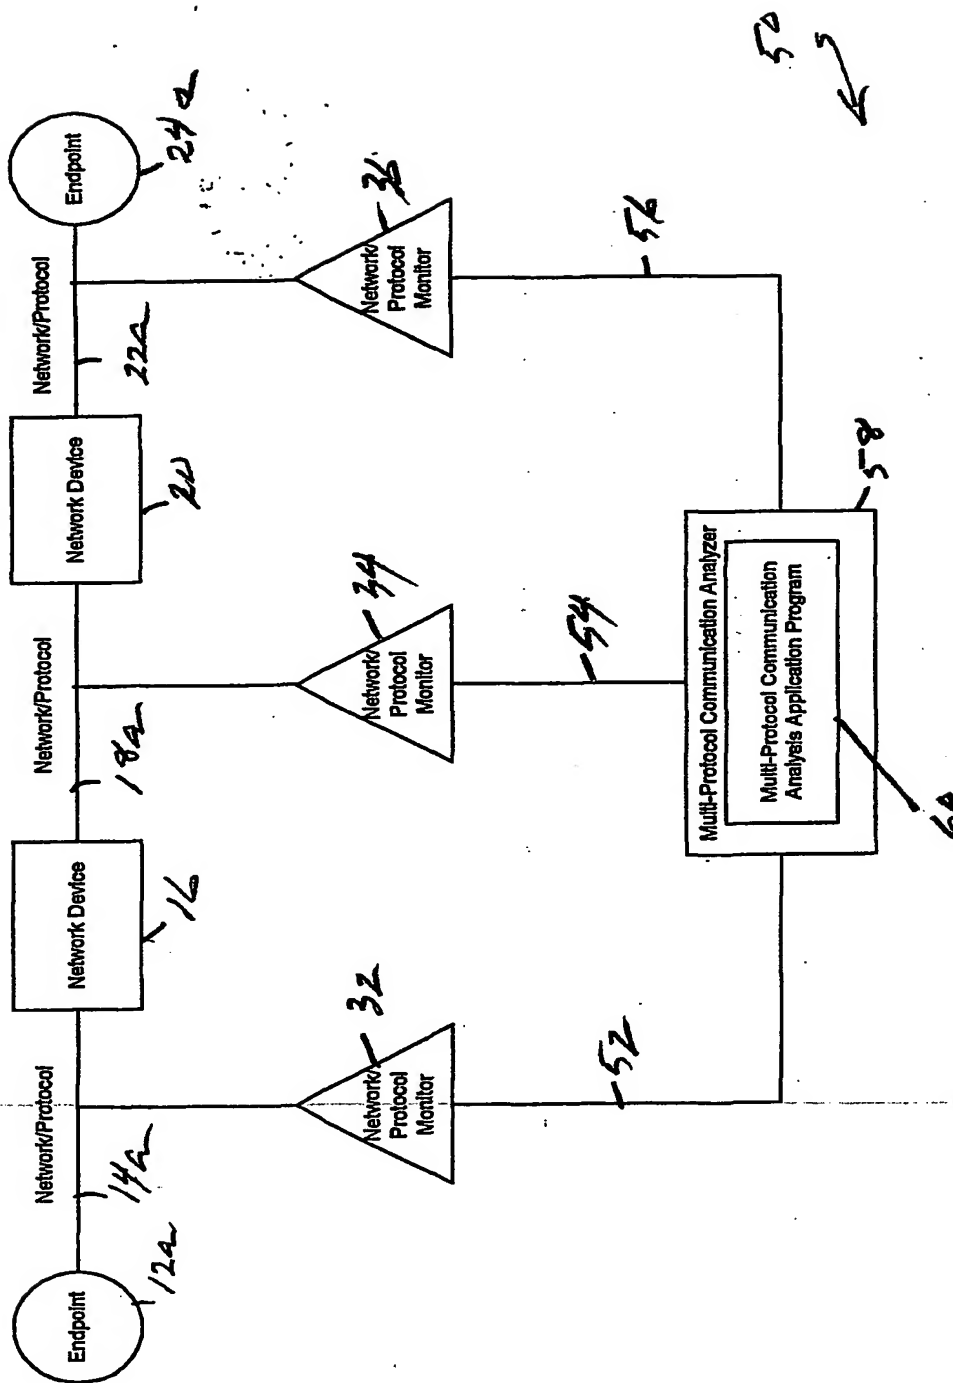 Endpoint
12a
Network/Protocol
14a
Network Device
16
Network/Protocol
18a
Network Device
20
Network/Protocol
22a
Endpoint
24a
Network/
Protocol
Monitor
32
Network/
Protocol
Monitor
34
Network/
Protocol
Monitor
36
52
54
56
Multi-Protocol Communication Analyzer
Multi-Protocol Communication
Analysis Application Program
58
60
50